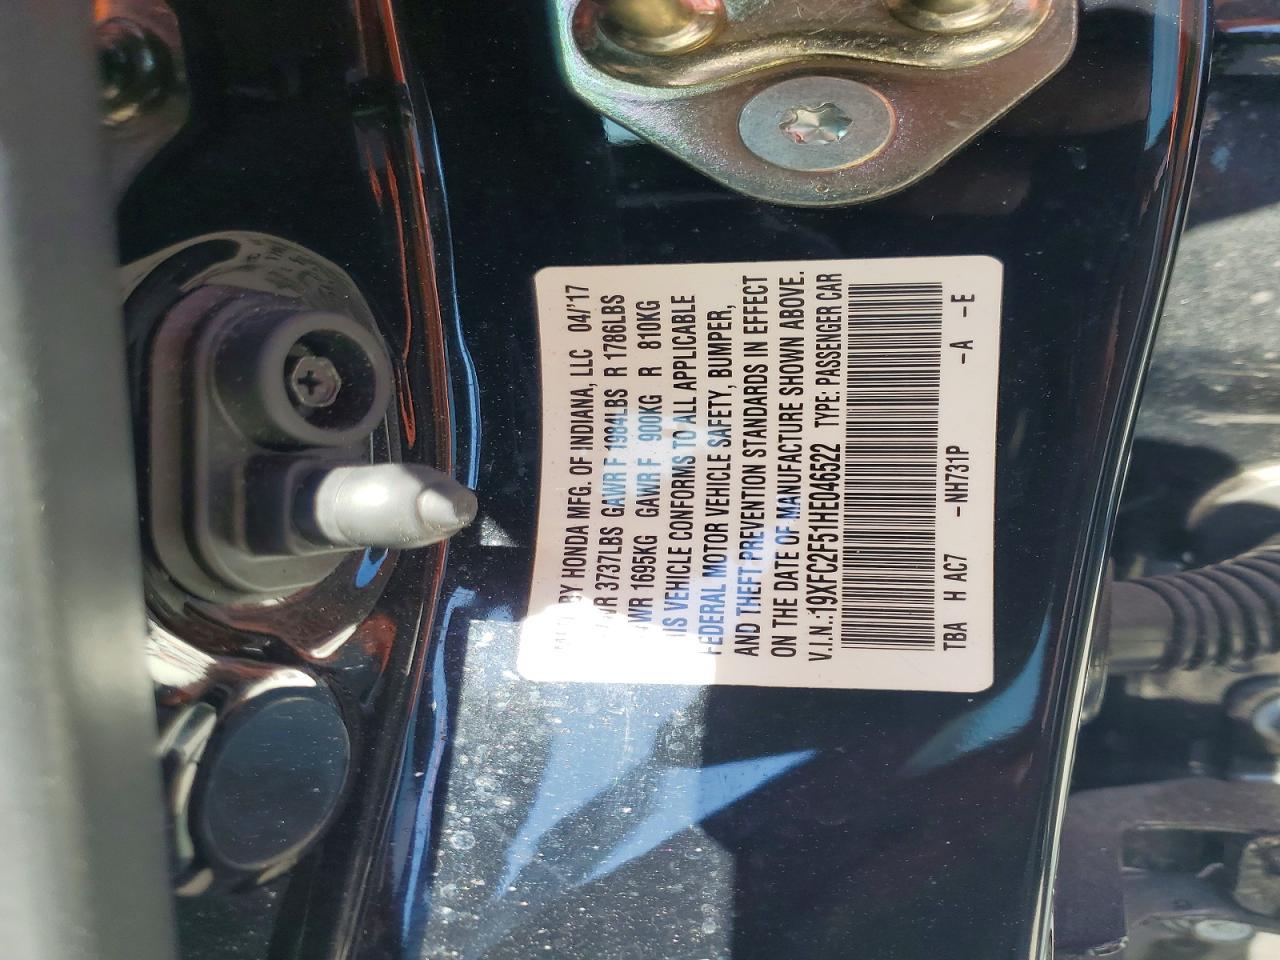 BY HONDA MFG. OF INDIANA, LLC 04/17
WR 3737LBS GAWR F 1984LBS R 1786LBS
WR 1695KG GAWR F 900KG R 810KG
IS VEHICLE CONFORMS TO ALL APPLICABLE
FEDERAL MOTOR VEHICLE SAFETY, BUMPER,
AND THEFT PREVENTION STANDARDS IN EFFECT
ON THE DATE OF MANUFACTURE SHOWN ABOVE.
V.I.N.:19XFC2F51HE046522 TYPE: PASSENGER CAR
TBA H AC7 -NH731P -A -E